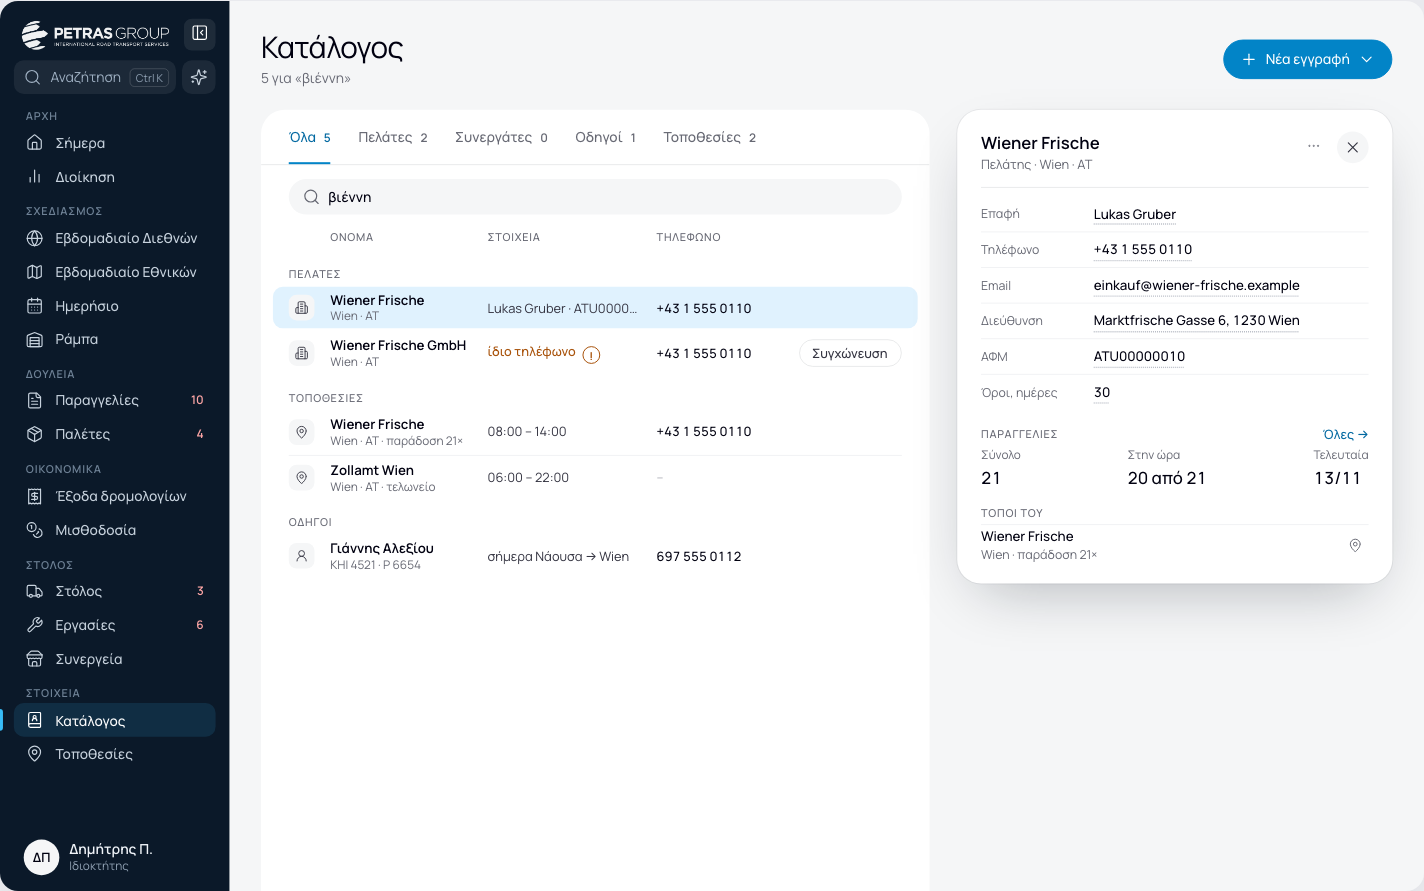 PETRAS GROUP
INTERNATIONAL ROAD TRANSPORT SERVICES
Αναζήτηση Ctrl K
ΑΡΧΗ
Σήμερα
Διοίκηση
ΣΧΕΔΙΑΣΜΟΣ
Εβδομαδιαίο Διεθνών
Εβδομαδιαίο Εθνικών
Ημερήσιο
Ράμπα
ΔΟΥΛΕΙΑ
Παραγγελίες 10
Παλέτες 4
ΟΙΚΟΝΟΜΙΚΑ
Έξοδα δρομολογίων
Μισθοδοσία
ΣΤΟΛΟΣ
Στόλος 3
Εργασίες 6
Συνεργεία
ΣΤΟΙΧΕΙΑ
Κατάλογος
Τοποθεσίες
ΔΠ
Δημήτρης Π.
Ιδιοκτήτης
Κατάλογος
5 για «βιέννη»
Νέα εγγραφή
Όλα 5 Πελάτες 2 Συνεργάτες 0 Οδηγοί 1 Τοποθεσίες 2
βιέννη
ΟΝΟΜΑ ΣΤΟΙΧΕΙΑ ΤΗΛΕΦΩΝΟ
ΠΕΛΑΤΕΣ
Wiener Frische
Wien · AT
Lukas Gruber · ATU0000...
+43 1 555 0110
Wiener Frische GmbH
Wien · AT
ίδιο τηλέφωνο
+43 1 555 0110
Συγχώνευση
ΤΟΠΟΘΕΣΙΕΣ
Wiener Frische
Wien · AT · παράδοση 21×
08:00 – 14:00
+43 1 555 0110
Zollamt Wien
Wien · AT · τελωνείο
06:00 – 22:00
–
ΟΔΗΓΟΙ
Γιάννης Αλεξίου
ΚΗΙ 4521 · Ρ 6654
σήμερα Νάουσα → Wien
697 555 0112
Wiener Frische
Πελάτης · Wien · AT
Επαφή Lukas Gruber
Τηλέφωνο +43 1 555 0110
Email einkauf@wiener-frische.example
Διεύθυνση Marktfrische Gasse 6, 1230 Wien
ΑΦΜ ATU00000010
Όροι, ημέρες 30
ΠΑΡΑΓΓΕΛΙΕΣ Όλες →
Σύνολο Στην ώρα Τελευταία
21 20 από 21 13/11
ΤΟΠΟΙ ΤΟΥ
Wiener Frische
Wien · παράδοση 21×